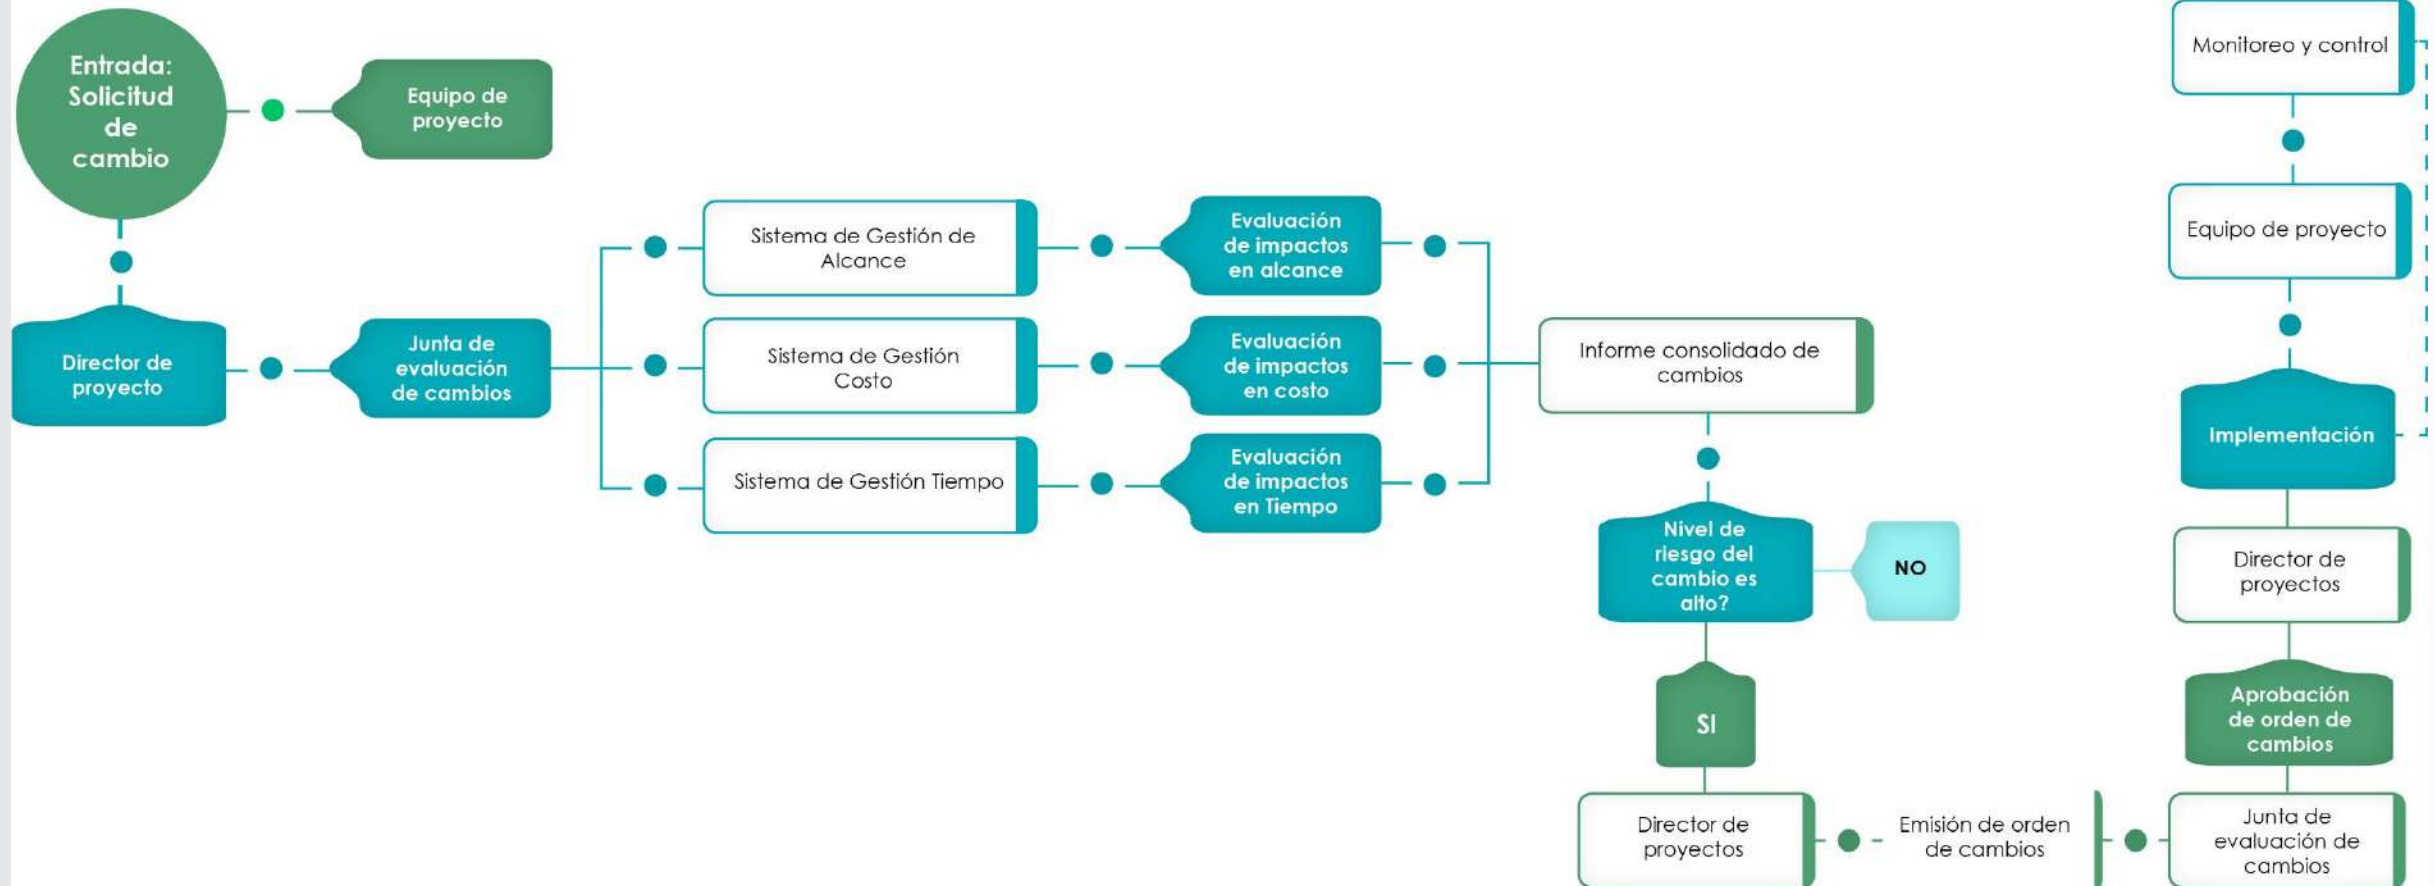 Entrada:
Solicitud
de
cambio
Equipo de
proyecto
Director de
proyecto
Junta de
evaluación
de cambios
Sistema de Gestión de
Alcance
Sistema de Gestión
Costo
Sistema de Gestión Tiempo
Evaluación
de impactos
en alcance
Evaluación
de impactos
en costo
Evaluación
de impactos
en Tiempo
Informe consolidado de
cambios
Nivel de
riesgo del
cambio es
alto?
NO
SI
Director de
proyectos
Emisión de orden
de cambios
Junta de
evaluación de
cambios
Aprobación
de orden de
cambios
Director de
proyectos
Implementación
Equipo de proyecto
Monitoreo y control